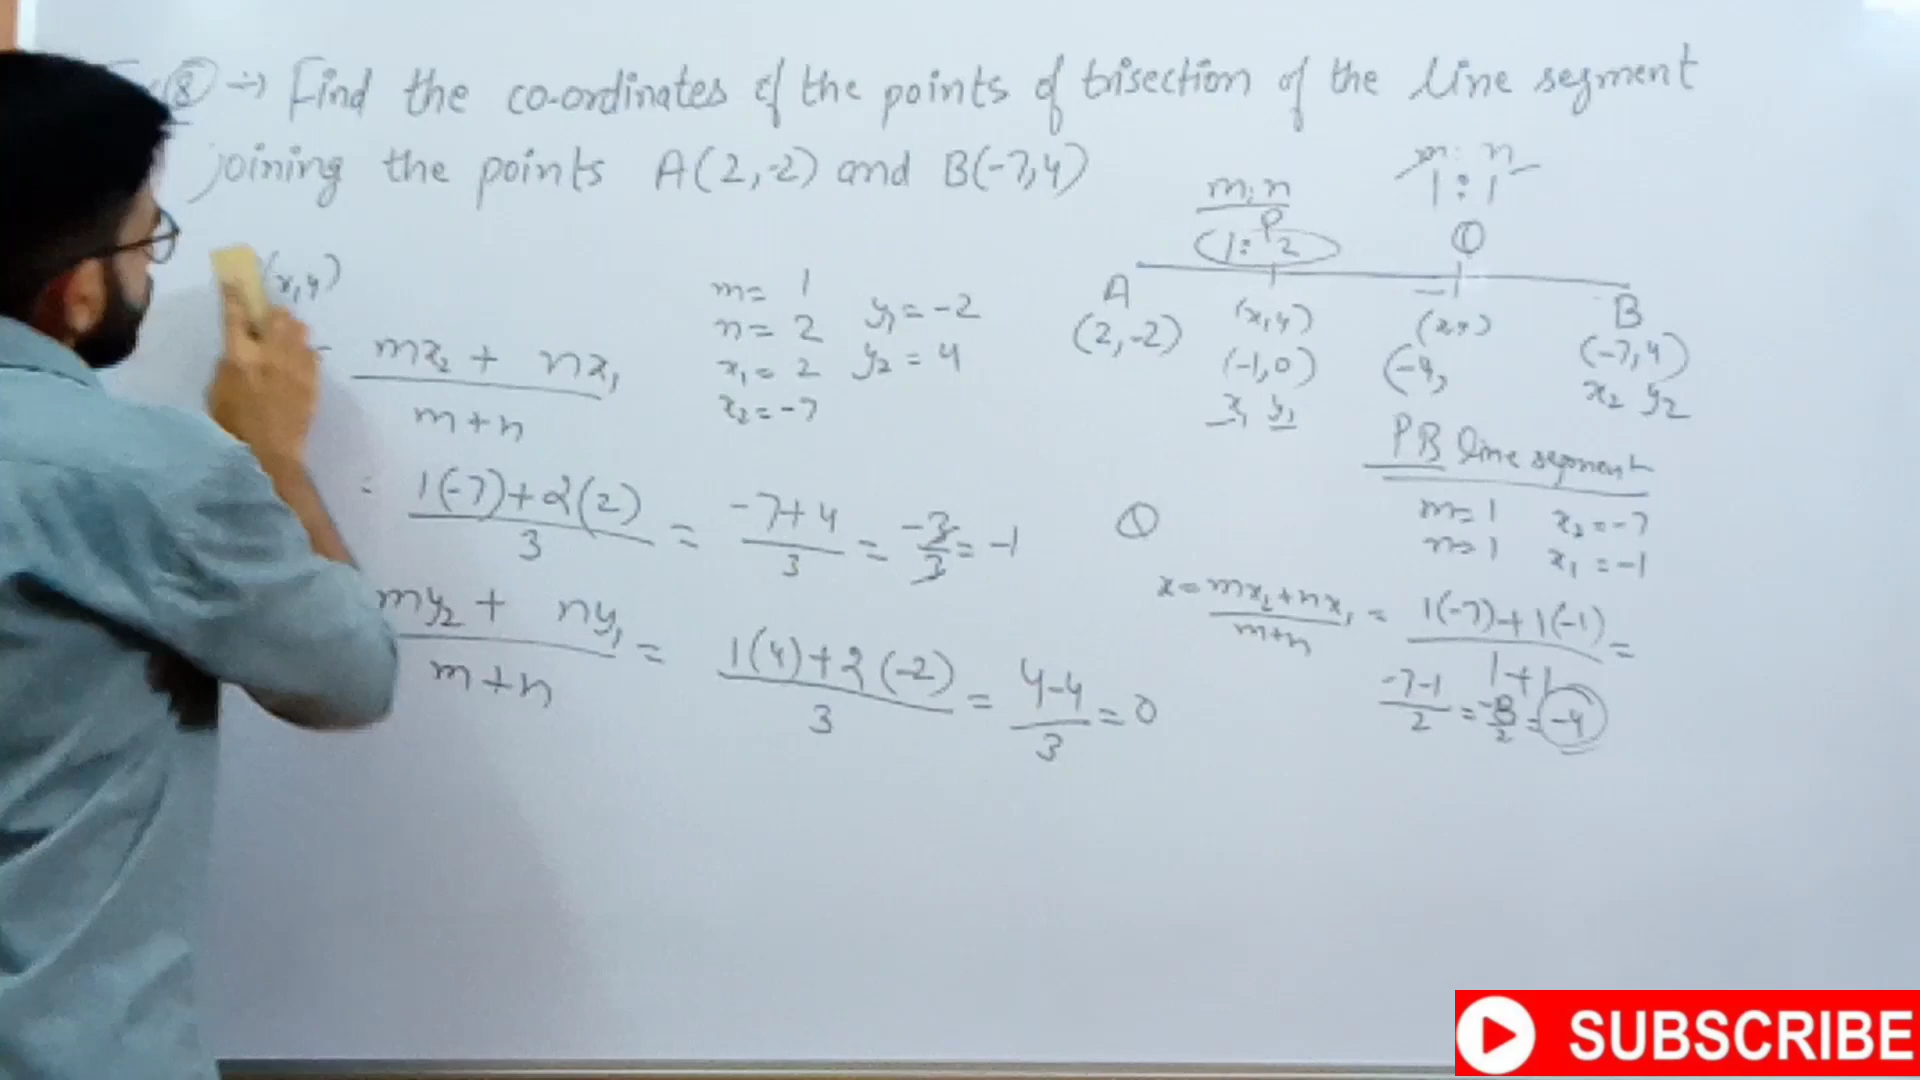 8 → Find the co-ordinates of the points of trisection of the line segment
joining the points A(2,-2) and B(-7,4)
(x,y)
mx₂ + nx₁
m+n
= 1(-7)+2(2)
3
= -7+4
3
= -3
3
= -1
my₂ + ny₁
m+n
= 1(4)+2(-2)
3
= 4-4
3
= 0
m= 1
n= 2
x₁= 2
x₂= -7
y₁= -2
y₂= 4
m:n
P
1:2
m:n
1:1
A
(2,-2)
(x,y)
(-1,0)
x₁ y₁
(x,y)
(-4,
B
(-7,4)
x₂ y₂
PB line segment
m=1 x₂=-7
n=1 x₁=-1
x= mx₂+nx₁
m+n
= 1(-7)+1(-1)
1+1
=
-7-1
2
= -8
2
= -4
SUBSCRIBE